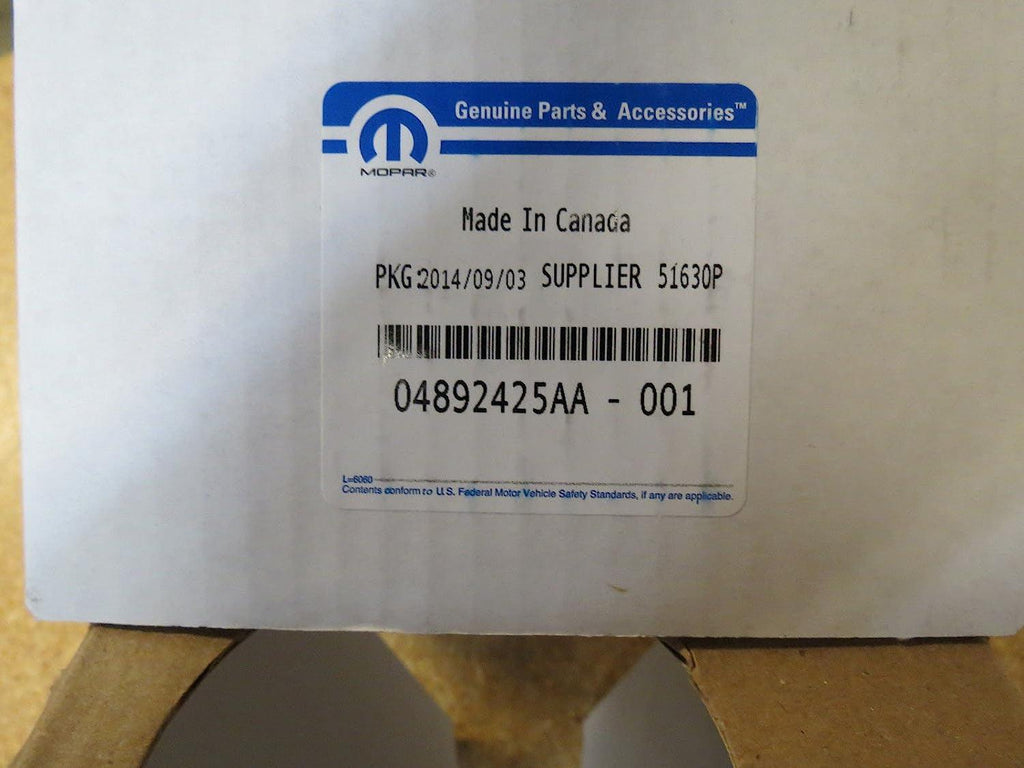 Genuine Parts & Accessories™
MOPAR®
Made In Canada
PKG:2014/09/03 SUPPLIER 51630P
04892425AA - 001
L=6060
Contents conform to U.S. Federal Motor Vehicle Safety Standards, if any are applicable.